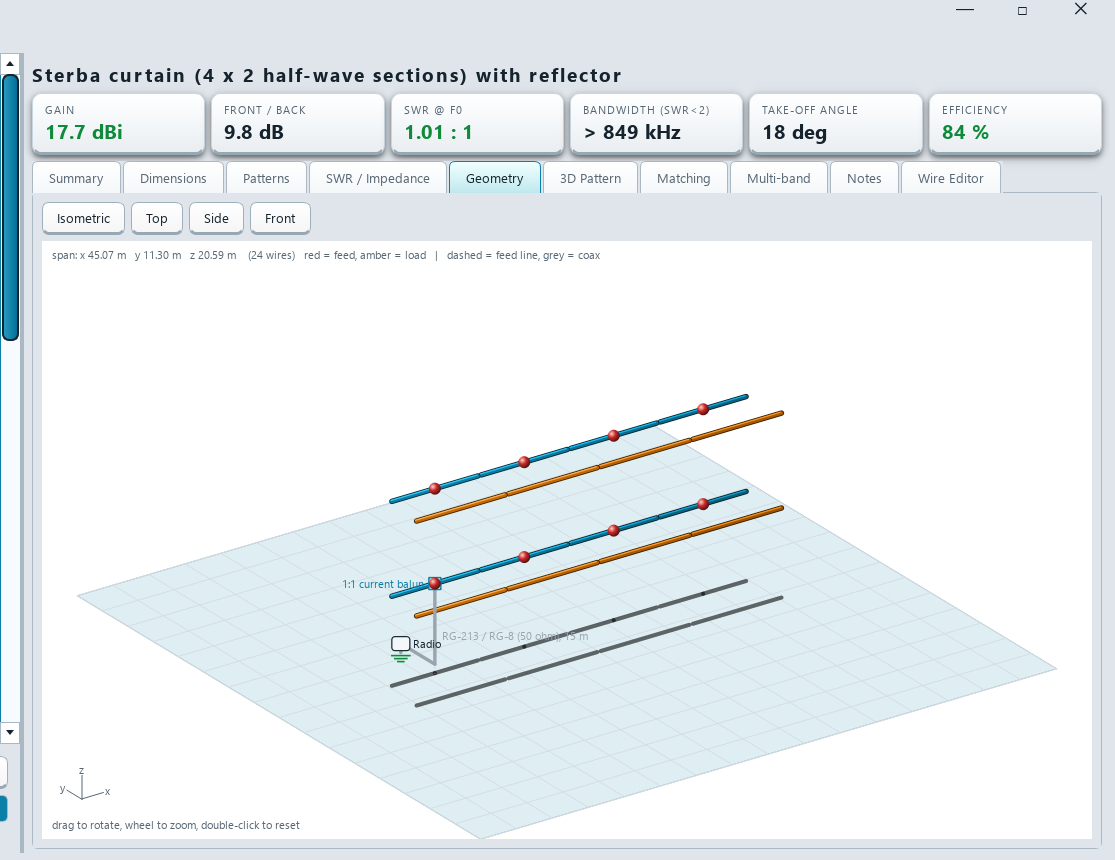 Sterba curtain (4 x 2 half-wave sections) with reflector
GAIN FRONT / BACK SWR @ F0 BANDWIDTH (SWR<2) TAKE-OFF ANGLE EFFICIENCY
17.7 dBi 9.8 dB 1.01 : 1 > 849 kHz 18 deg 84 %
Summary Dimensions Patterns SWR / Impedance Geometry 3D Pattern Matching Multi-band Notes Wire Editor
Isometric Top Side Front
span: x 45.07 m y 11.30 m z 20.59 m (24 wires) red = feed, amber = load | dashed = feed line, grey = coax
1:1 current balun
RG-213 / RG-8 (50 ohm), 15 m
Radio
z
y
x
drag to rotate, wheel to zoom, double-click to reset